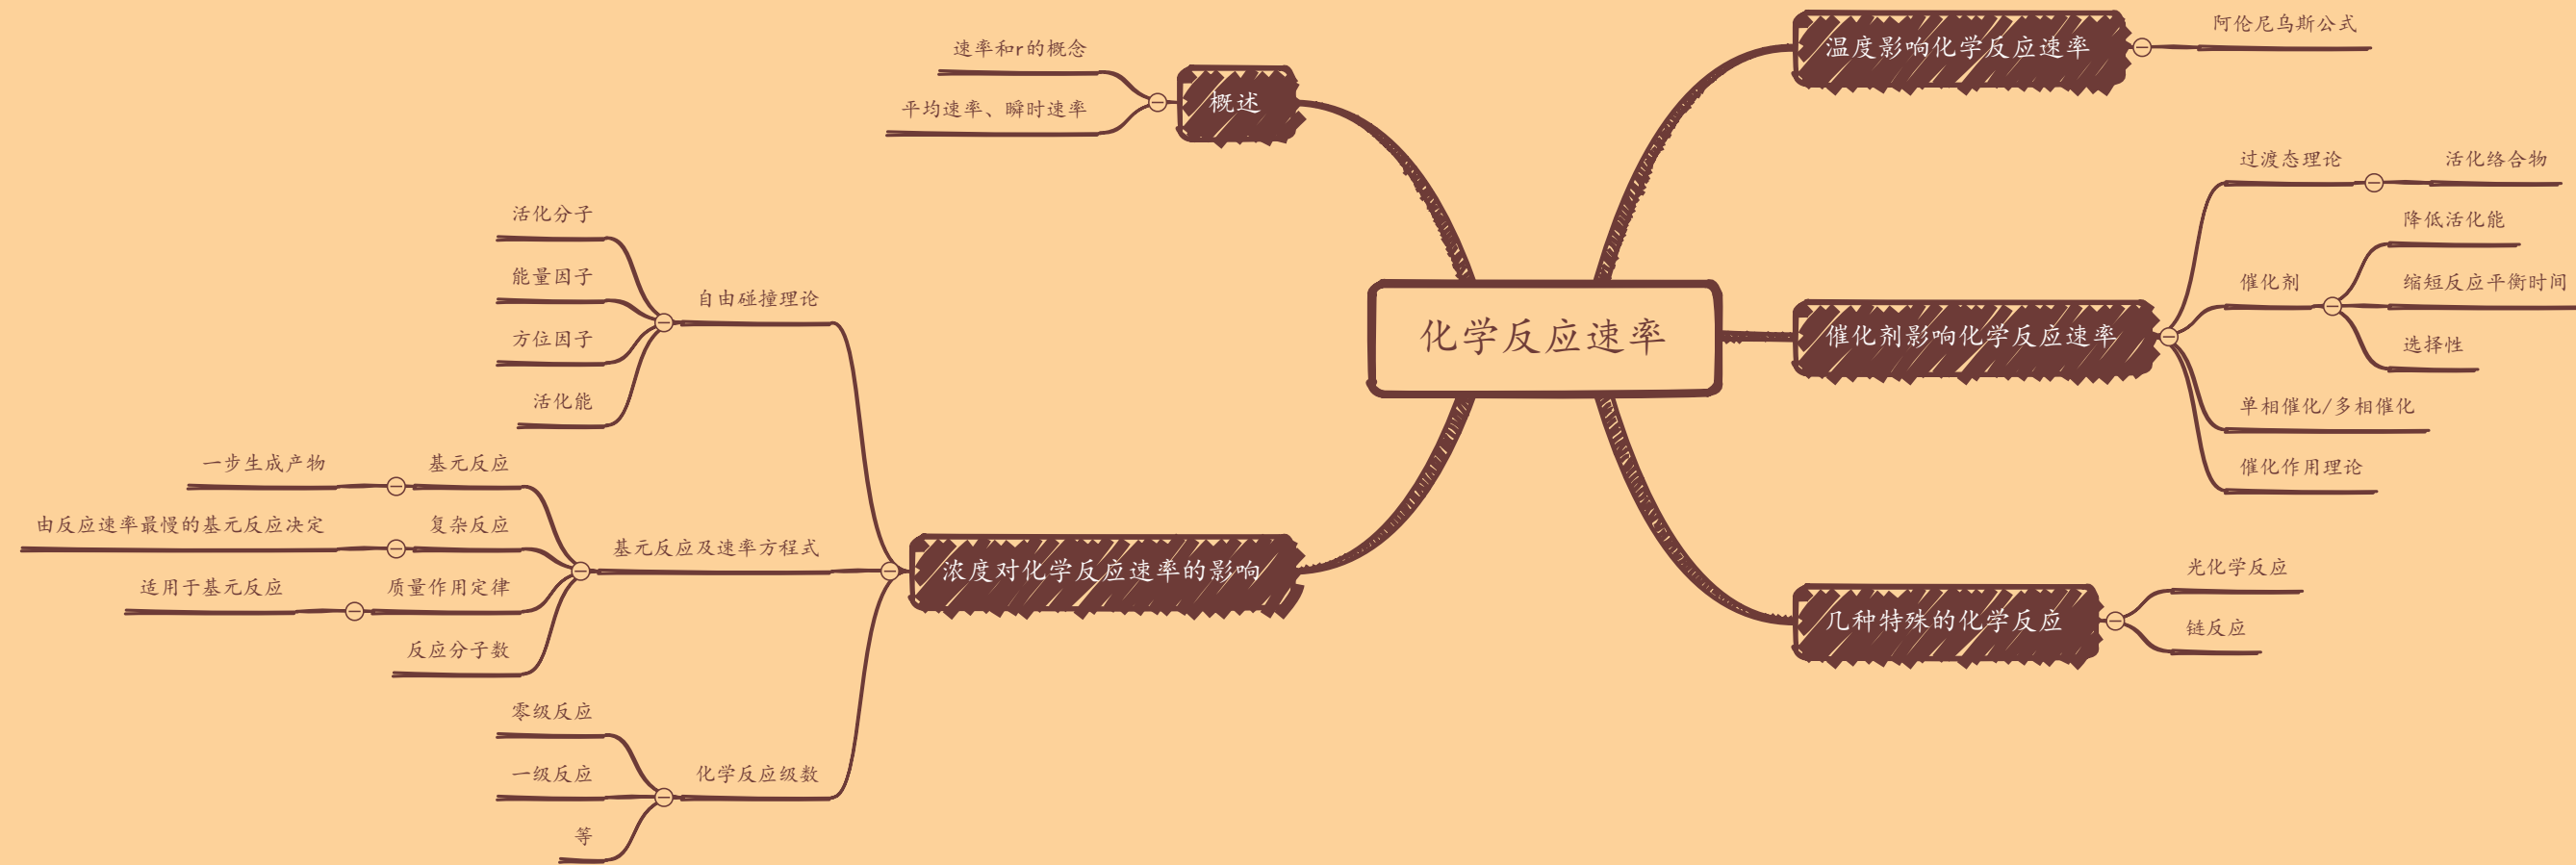 化学反应速率
概述
速率和r的概念
平均速率、瞬时速率
浓度对化学反应速率的影响
自由碰撞理论
活化分子
能量因子
方位因子
活化能
基元反应及速率方程式
基元反应
一步生成产物
复杂反应
由反应速率最慢的基元反应决定
质量作用定律
适用于基元反应
反应分子数
化学反应级数
零级反应
一级反应
等
温度影响化学反应速率
阿伦尼乌斯公式
催化剂影响化学反应速率
过渡态理论
活化络合物
催化剂
降低活化能
缩短反应平衡时间
选择性
单相催化/多相催化
催化作用理论
几种特殊的化学反应
光化学反应
链反应